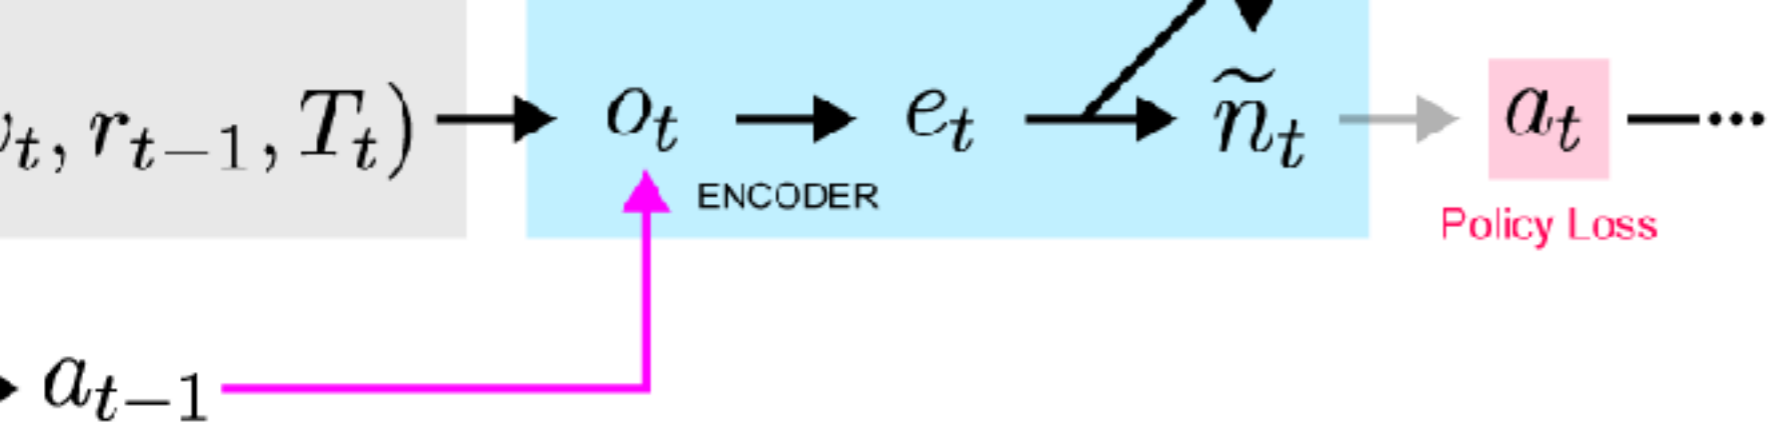 t, r_{t-1}, T_t) o_t e_t ñ_t a_t ...
ENCODER
Policy Loss
a_{t-1}